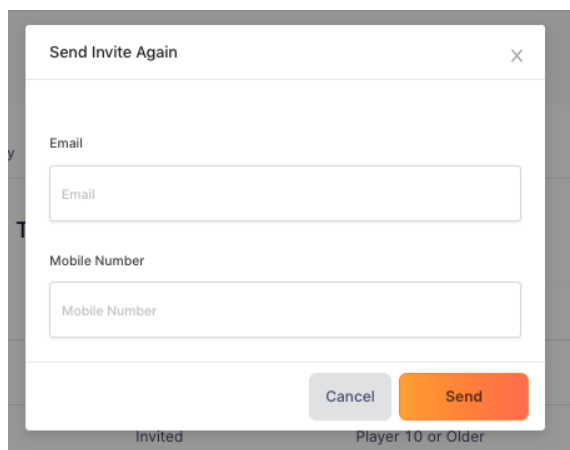 Send Invite Again
Email
Email
Mobile Number
Mobile Number
Cancel Send
Invited Player 10 or Older